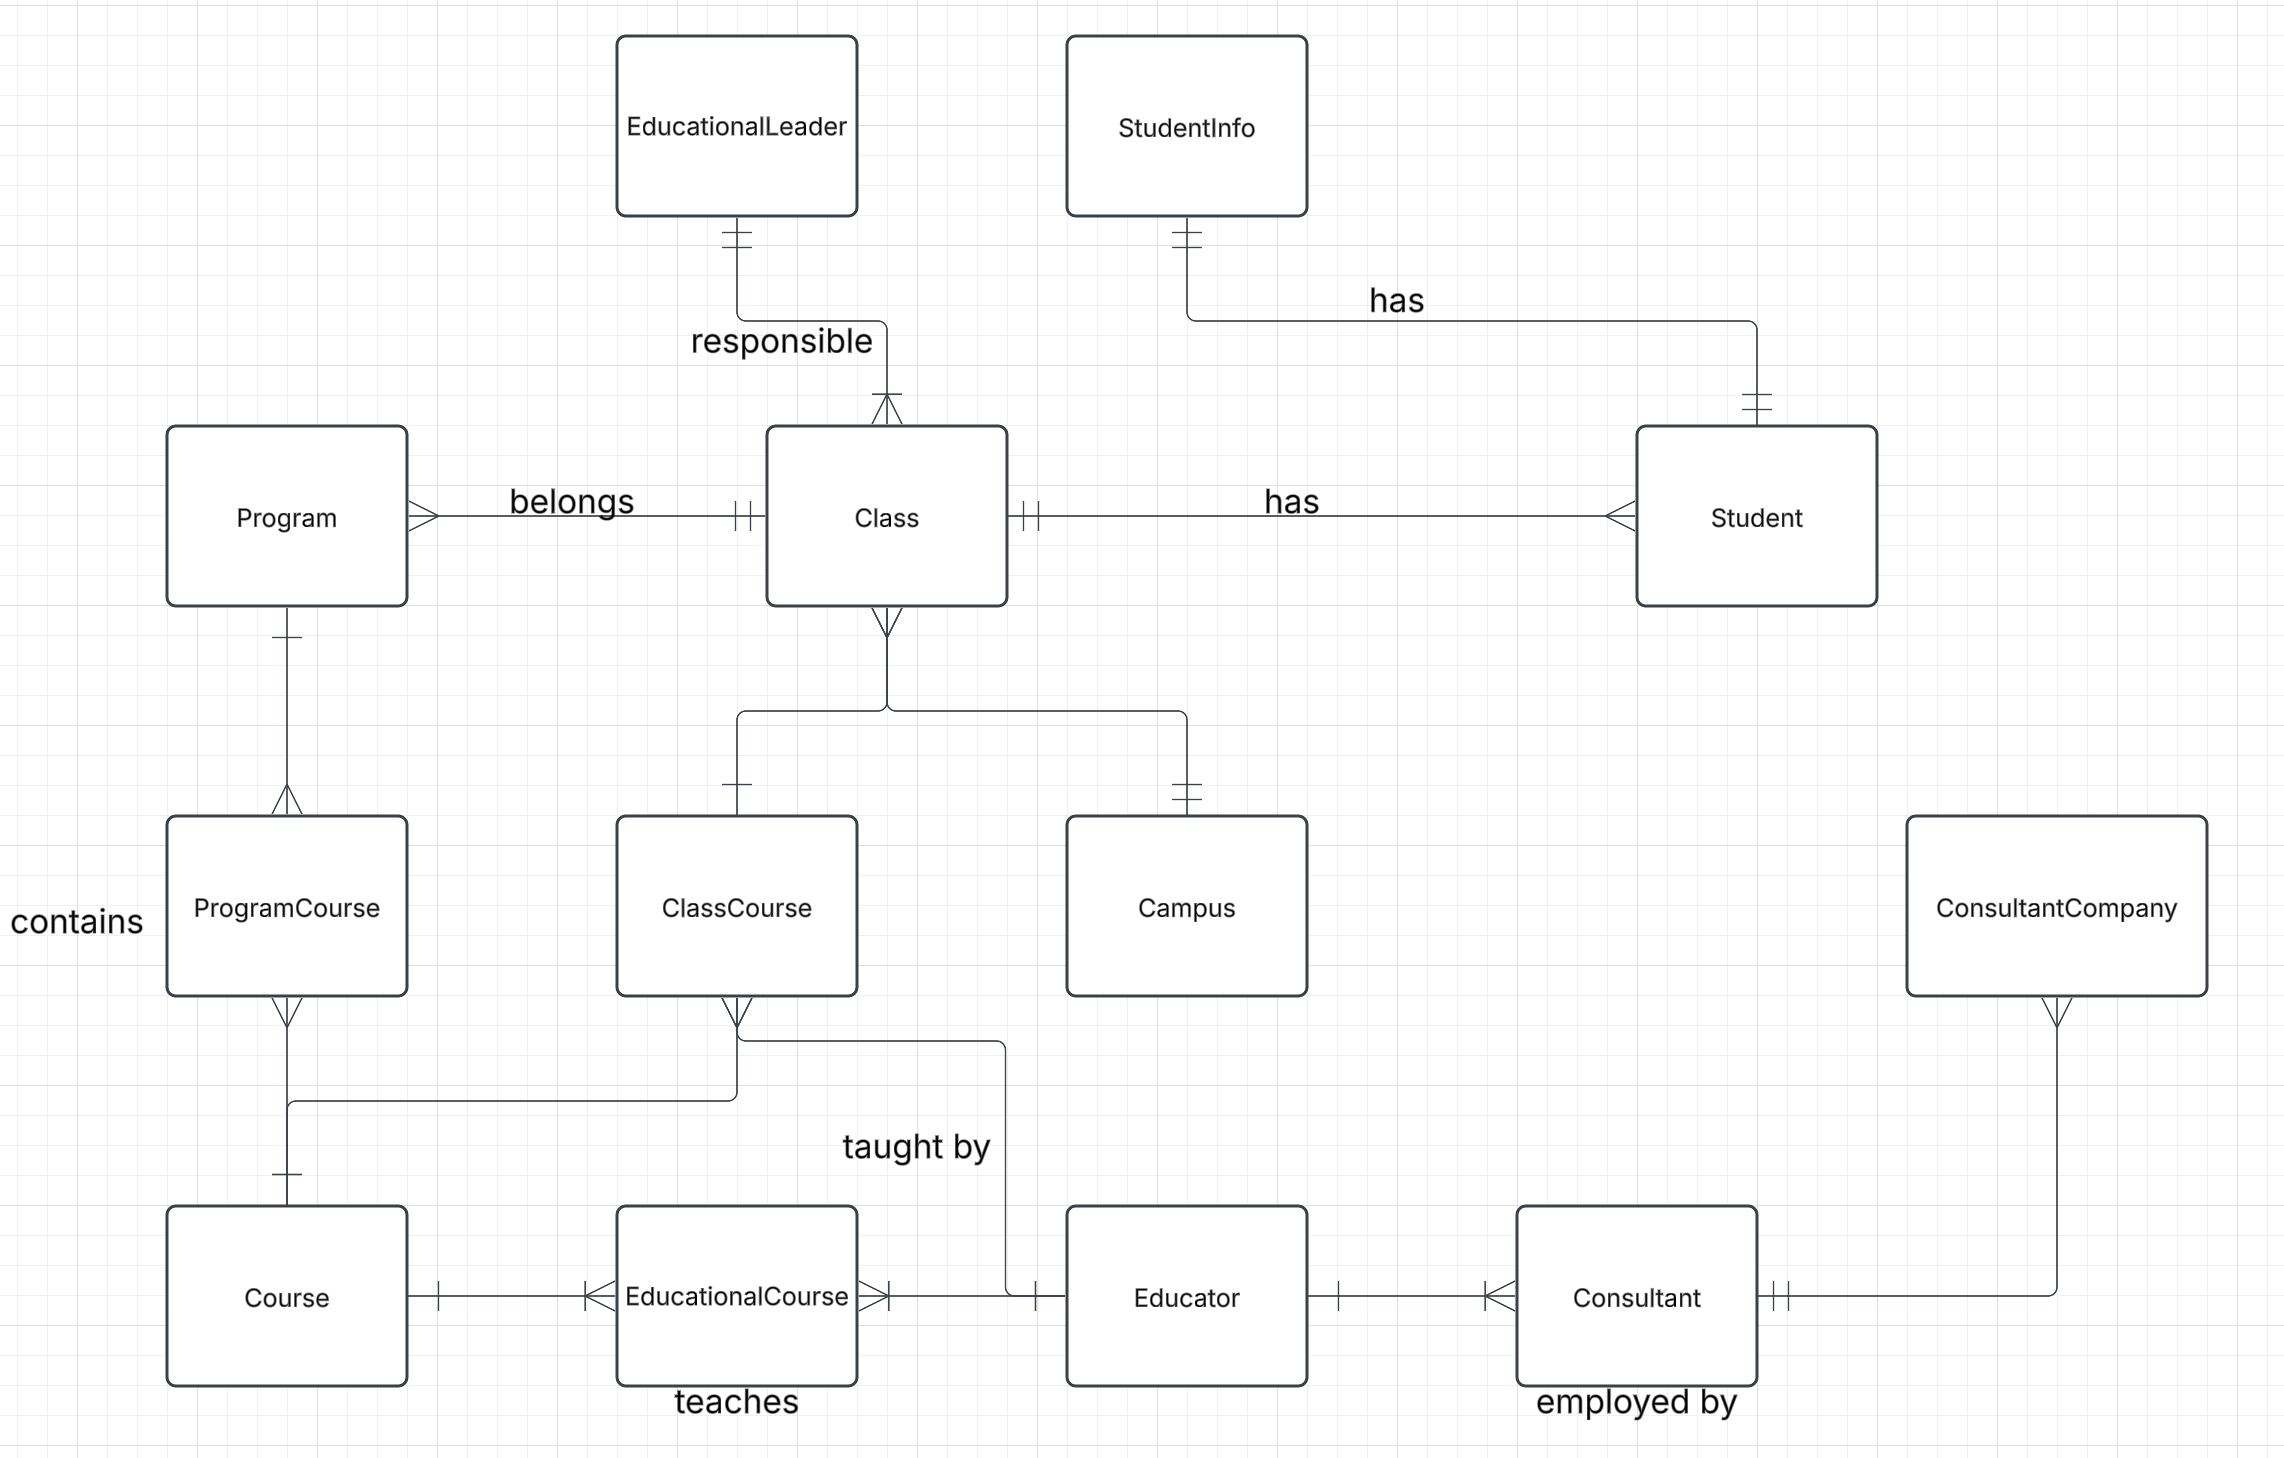 EducationalLeader
StudentInfo
has
responsible
Program
belongs
Class
has
Student
contains
ProgramCourse
ClassCourse
Campus
ConsultantCompany
taught by
Course
EducationalCourse
Educator
Consultant
teaches
employed by